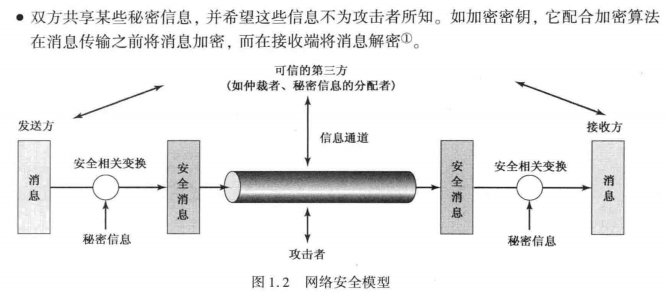 ● 双方共享某些秘密信息，并希望这些信息不为攻击者所知。如加密密钥，它配合加密算法
在消息传输之前将消息加密，而在接收端将消息解密①。
可信的第三方
(如仲裁者、秘密信息的分配者)
发送方
接收方
信息通道
安全相关变换
安全相关变换
消息
安全消息
安全消息
消息
秘密信息
秘密信息
攻击者
图 1.2 网络安全模型